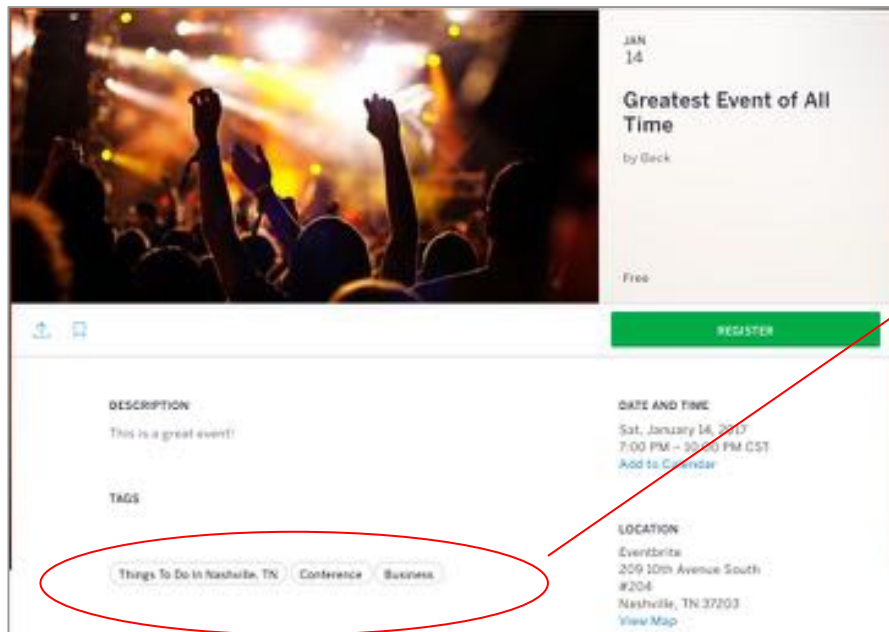 JAN
14
Greatest Event of All
Time
by Beck
Free
REGISTER
DESCRIPTION
This is a great event!
TAGS
Things To Do In Nashville, TN
Conference
Business
DATE AND TIME
Sat, January 14, 2017
7:00 PM – 10:00 PM CST
Add to Calendar
LOCATION
Eventbrite
209 10th Avenue South
#204
Nashville, TN 37203
View Map